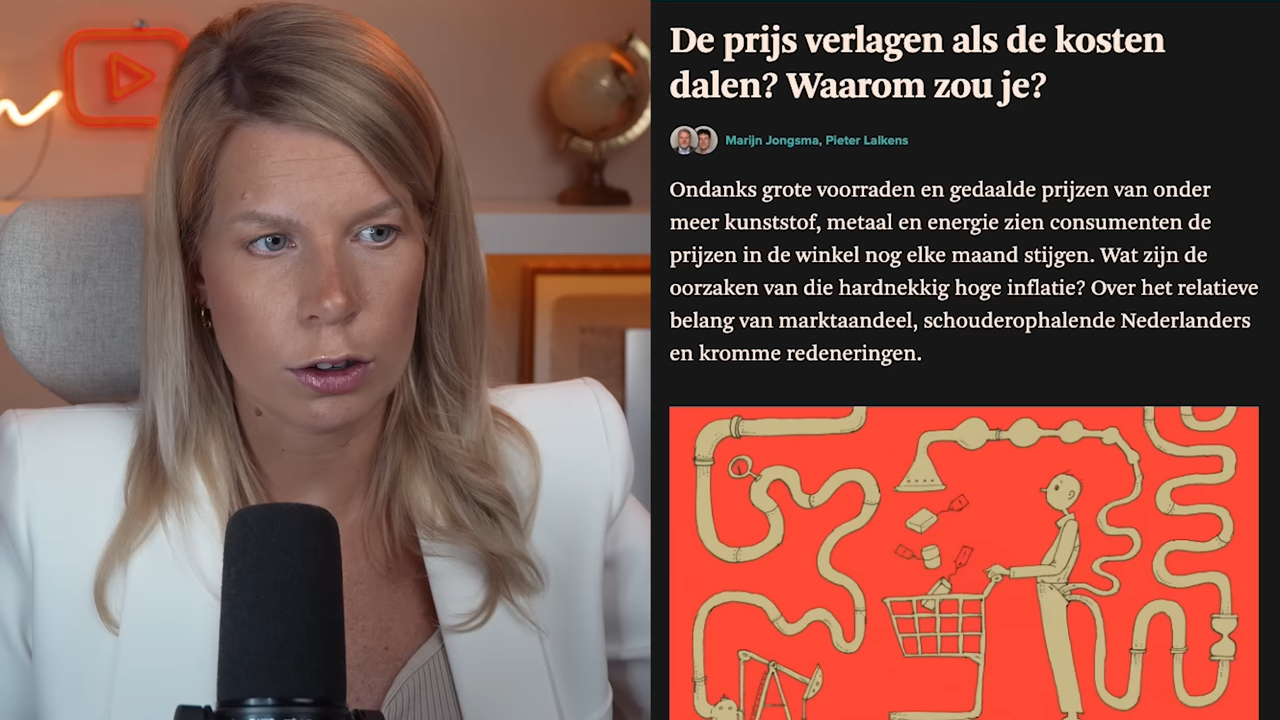 De prijs verlagen als de kosten
dalen? Waarom zou je?
Marijn Jongsma, Pieter Lalkens
Ondanks grote voorraden en gedaalde prijzen van onder
meer kunststof, metaal en energie zien consumenten de
prijzen in de winkel nog elke maand stijgen. Wat zijn de
oorzaken van die hardnekkig hoge inflatie? Over het relatieve
belang van marktaandeel, schouderophalende Nederlanders
en kromme redeneringen.